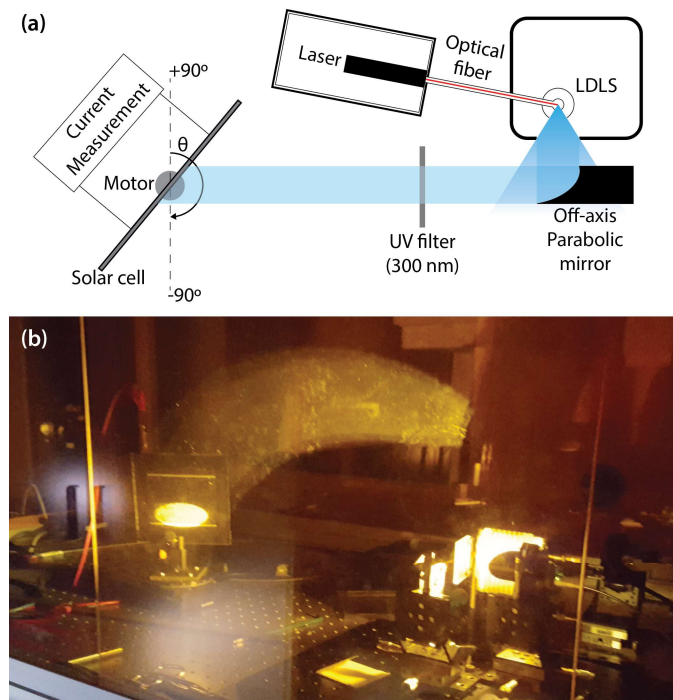 (a)
+90º
Current
Measurement
θ
Motor
Solar cell
-90º
Laser
Optical
fiber
LDLS
UV filter
(300 nm)
Off-axis
Parabolic
mirror
(b)